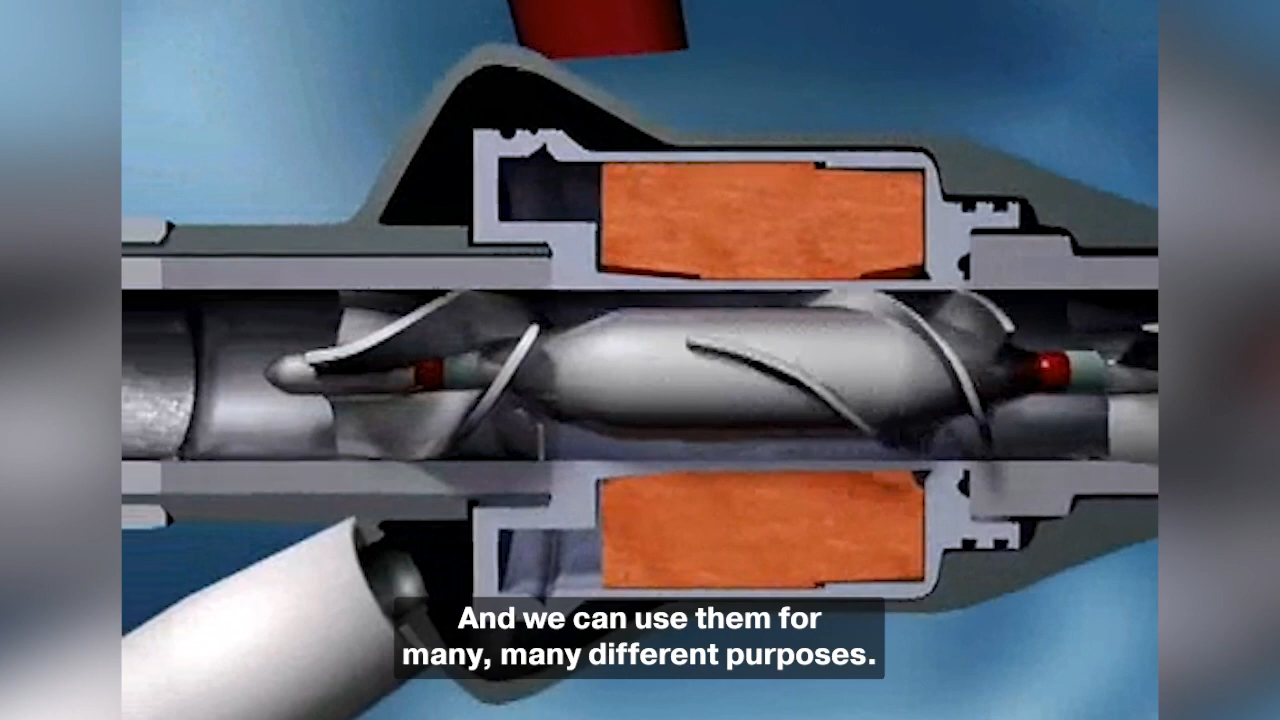 And we can use them for
many, many different purposes.